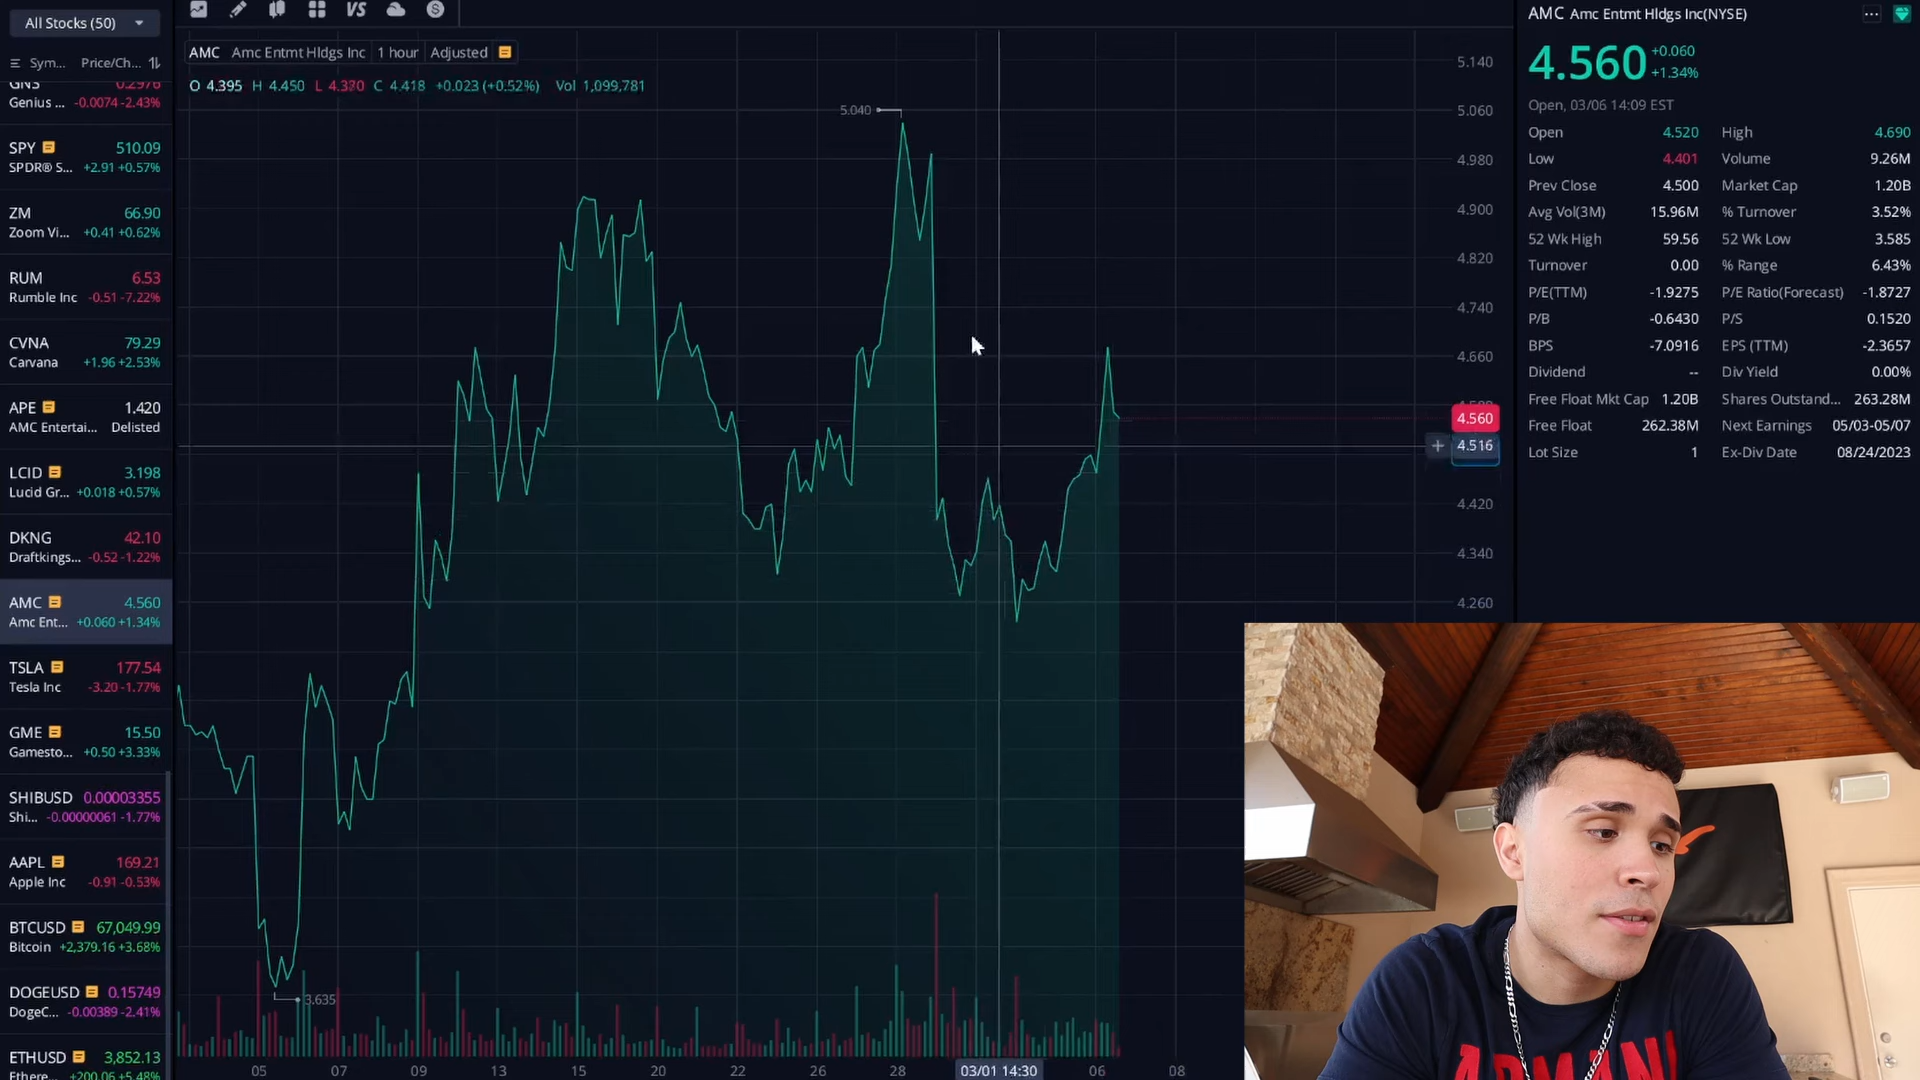 All Stocks (50)
Sym... Price/Ch...
GNS 0.2976
Genius ... -0.0074 -2.43%
SPY 510.09
SPDR® S... +2.91 +0.57%
ZM 66.90
Zoom Vi... +0.41 +0.62%
RUM 6.53
Rumble Inc -0.51 -7.22%
CVNA 79.29
Carvana +1.96 +2.53%
APE 1.420
AMC Entertai... Delisted
LCID 3.198
Lucid Gr... +0.018 +0.57%
DKNG 42.10
Draftkings... -0.52 -1.22%
AMC 4.560
Amc Ent... +0.060 +1.34%
TSLA 177.54
Tesla Inc -3.20 -1.77%
GME 15.50
Gamesto... +0.50 +3.33%
SHIBUSD 0.00003355
Shi... -0.00000061 -1.77%
AAPL 169.21
Apple Inc -0.91 -0.53%
BTCUSD 67,049.99
Bitcoin +2,379.16 +3.68%
DOGEUSD 0.15749
DogeC... -0.00389 -2.41%
ETHUSD 3,852.13
Ethere... +200.06 +5.48%
VS
AMC Amc Entmt Hldgs Inc 1 hour Adjusted
O 4.395 H 4.450 L 4.370 C 4.418 +0.023 (+0.52%) Vol 1,099,781
5.040
3.635
5.140
5.060
4.980
4.900
4.820
4.740
4.660
4.560
4.516
4.420
4.340
4.260
05 07 09 13 15 20 22 26 28 03/01 14:30 06 08
AMC Amc Entmt Hldgs Inc(NYSE)
4.560 +0.060
+1.34%
Open, 03/06 14:09 EST
Open 4.520 High 4.690
Low 4.401 Volume 9.26M
Prev Close 4.500 Market Cap 1.20B
Avg Vol(3M) 15.96M % Turnover 3.52%
52 Wk High 59.56 52 Wk Low 3.585
Turnover 0.00 % Range 6.43%
P/E(TTM) -1.9275 P/E Ratio(Forecast) -1.8727
P/B -0.6430 P/S 0.1520
BPS -7.0916 EPS (TTM) -2.3657
Dividend -- Div Yield 0.00%
Free Float Mkt Cap 1.20B Shares Outstand... 263.28M
Free Float 262.38M Next Earnings 05/03-05/07
Lot Size 1 Ex-Div Date 08/24/2023
ARMANI